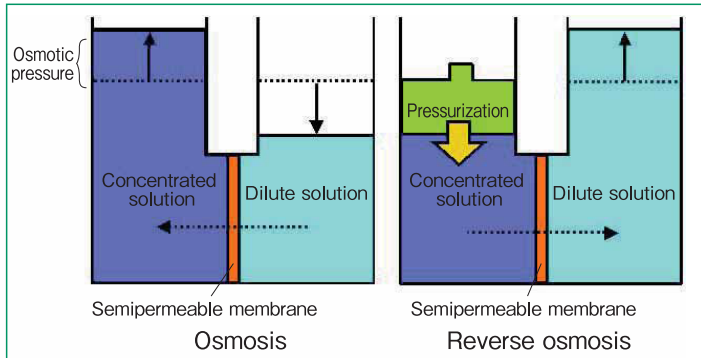 Osmotic
pressure
Concentrated
solution
Dilute solution
Semipermeable membrane
Osmosis
Pressurization
Concentrated
solution
Dilute solution
Semipermeable membrane
Reverse osmosis